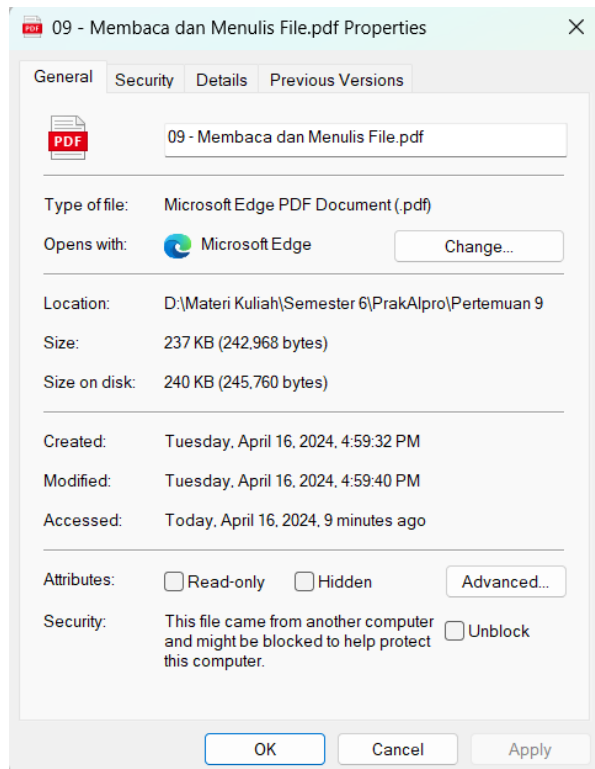 09 - Membaca dan Menulis File.pdf Properties
General Security Details Previous Versions
PDF
09 - Membaca dan Menulis File.pdf
Type of file: Microsoft Edge PDF Document (.pdf)
Opens with: Microsoft Edge Change...
Location: D:\Materi Kuliah\Semester 6\PrakAlpro\Pertemuan 9
Size: 237 KB (242,968 bytes)
Size on disk: 240 KB (245,760 bytes)
Created: Tuesday, April 16, 2024, 4:59:32 PM
Modified: Tuesday, April 16, 2024, 4:59:40 PM
Accessed: Today, April 16, 2024, 9 minutes ago
Attributes: Read-only Hidden Advanced...
Security: This file came from another computer
and might be blocked to help protect Unblock
this computer.
OK Cancel Apply